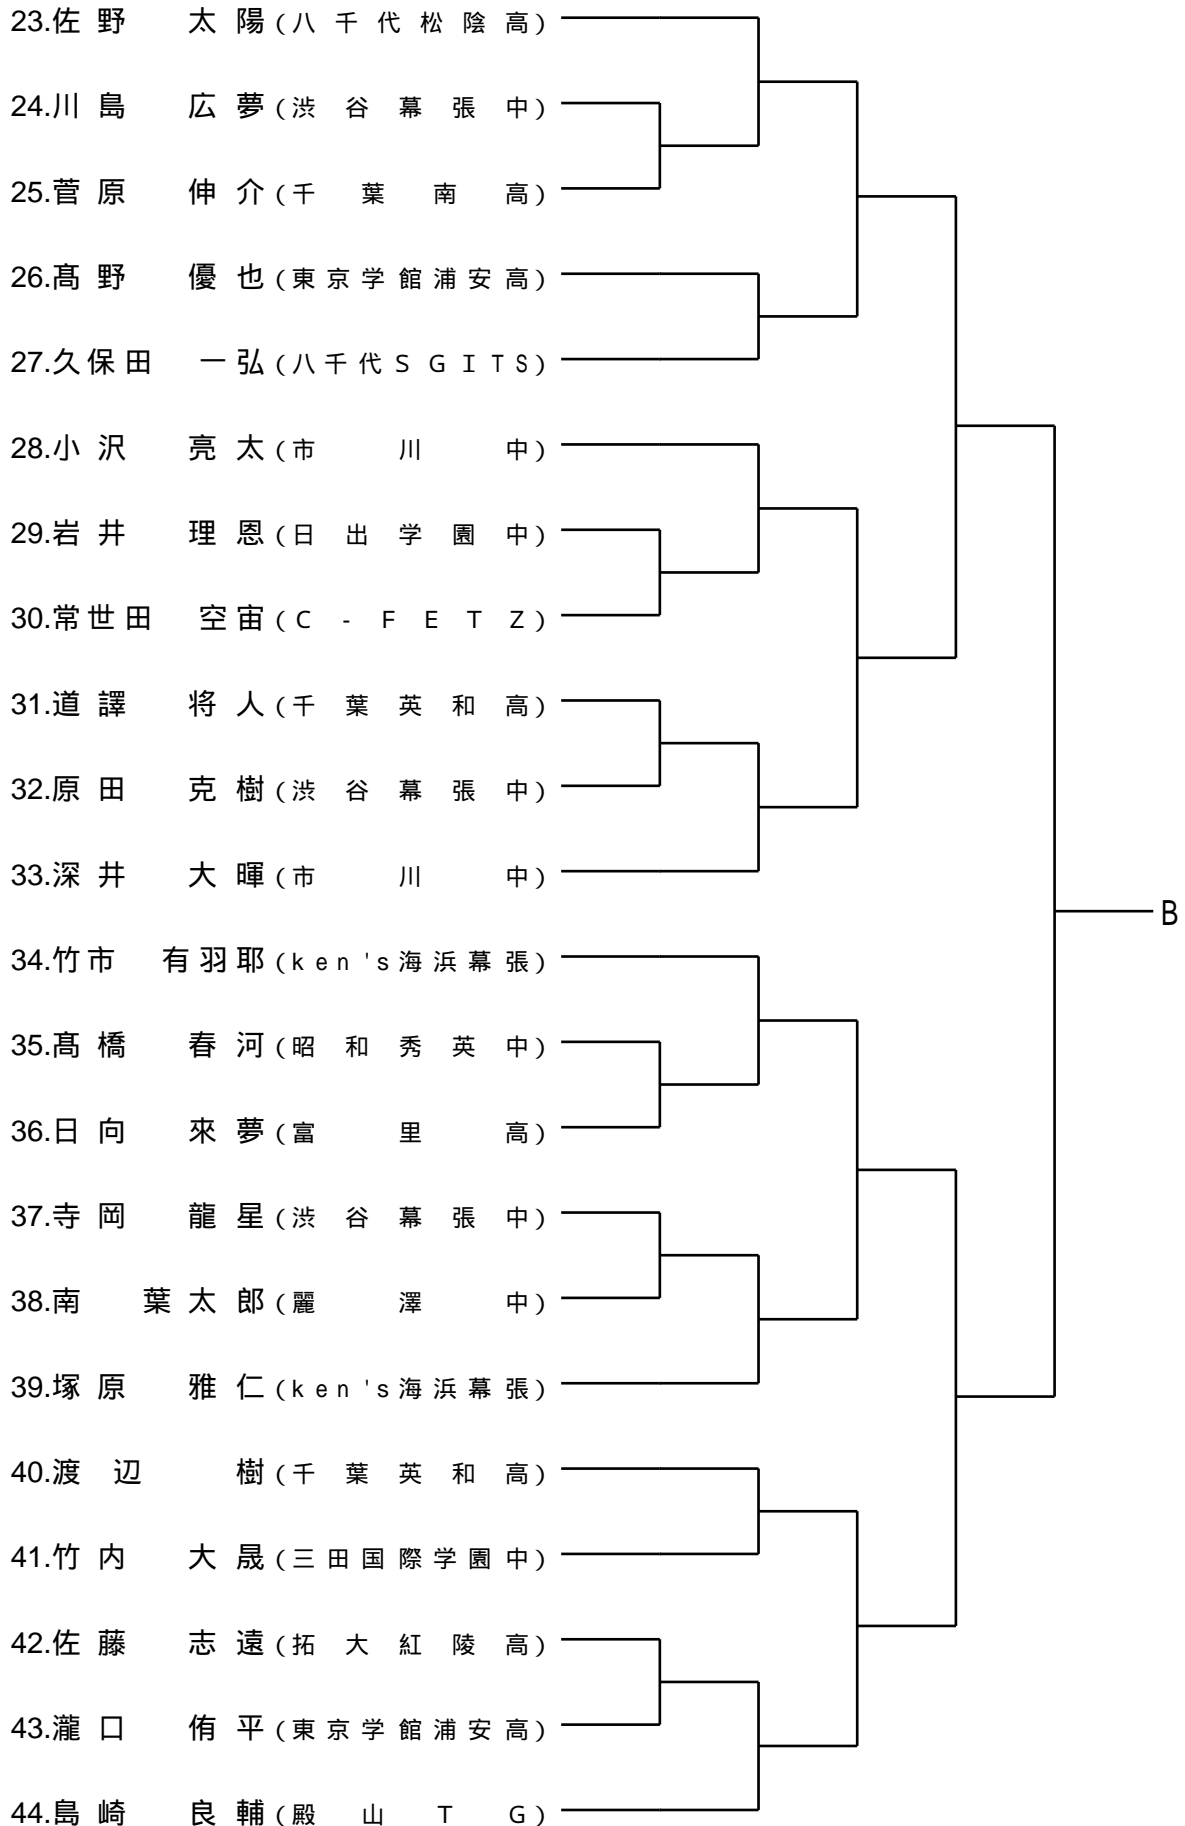 23.佐野 太陽(八千代松陰高)
24.川島 広夢(渋谷幕張中)
25.菅原 伸介(千葉南高)
26.髙野 優也(東京学館浦安高)
27.久保田 一弘(八千代SGITS)
28.小沢 亮太(市川中)
29.岩井 理恩(日出学園中)
30.常世田 空宙(C-FETZ)
31.道譯 将人(千葉英和高)
32.原田 克樹(渋谷幕張中)
33.深井 大暉(市川中)
B
34.竹市 有羽耶(ken's海浜幕張)
35.髙橋 春河(昭和秀英中)
36.日向 來夢(富里高)
37.寺岡 龍星(渋谷幕張中)
38.南 葉太郎(麗澤中)
39.塚原 雅仁(ken's海浜幕張)
40.渡辺 樹(千葉英和高)
41.竹内 大晟(三田国際学園中)
42.佐藤 志遠(拓大紅陵高)
43.瀧口 侑平(東京学館浦安高)
44.島崎 良輔(殿山TG)